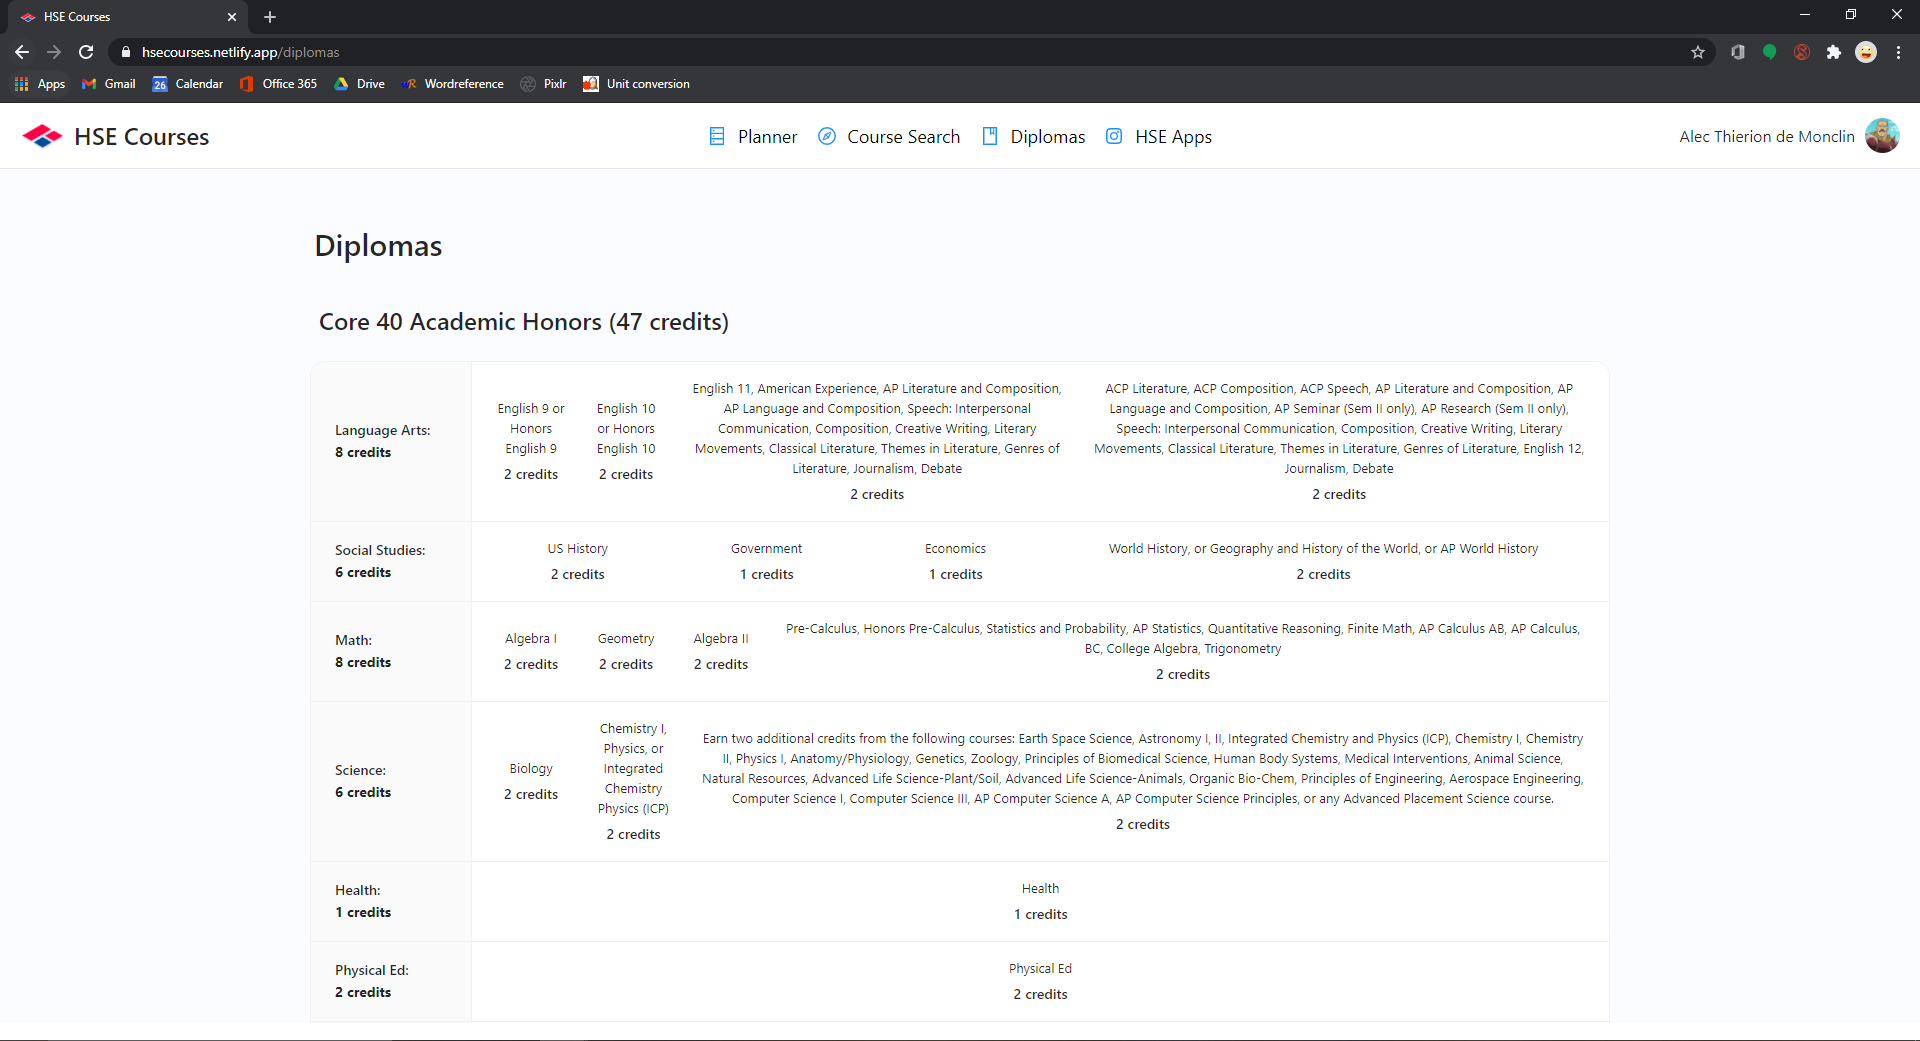 HSE Courses
hsecourses.netlify.app/diplomas
Apps
Gmail
26
Calendar
Office 365
Drive
Wordreference
Pixlr
Unit conversion
HSE Courses
Planner
Course Search
Diplomas
HSE Apps
Alec Thierion de Monclin
Diplomas
Core 40 Academic Honors (47 credits)
Language Arts:
8 credits
English 9 or
Honors
English 9
2 credits
English 10
or Honors
English 10
2 credits
English 11, American Experience, AP Literature and Composition,
AP Language and Composition, Speech: Interpersonal
Communication, Composition, Creative Writing, Literary
Movements, Classical Literature, Themes in Literature, Genres of
Literature, Journalism, Debate
2 credits
ACP Literature, ACP Composition, ACP Speech, AP Literature and Composition, AP
Language and Composition, AP Seminar (Sem II only), AP Research (Sem II only),
Speech: Interpersonal Communication, Composition, Creative Writing, Literary
Movements, Classical Literature, Themes in Literature, Genres of Literature, English 12,
Journalism, Debate
2 credits
Social Studies:
6 credits
US History
2 credits
Government
1 credits
Economics
1 credits
World History, or Geography and History of the World, or AP World History
2 credits
Math:
8 credits
Algebra I
2 credits
Geometry
2 credits
Algebra II
2 credits
Pre-Calculus, Honors Pre-Calculus, Statistics and Probability, AP Statistics, Quantitative Reasoning, Finite Math, AP Calculus AB, AP Calculus,
BC, College Algebra, Trigonometry
2 credits
Science:
6 credits
Biology
2 credits
Chemistry I,
Physics, or
Integrated
Chemistry
Physics (ICP)
2 credits
Earn two additional credits from the following courses: Earth Space Science, Astronomy I, II, Integrated Chemistry and Physics (ICP), Chemistry I, Chemistry
II, Physics I, Anatomy/Physiology, Genetics, Zoology, Principles of Biomedical Science, Human Body Systems, Medical Interventions, Animal Science,
Natural Resources, Advanced Life Science-Plant/Soil, Advanced Life Science-Animals, Organic Bio-Chem, Principles of Engineering, Aerospace Engineering,
Computer Science I, Computer Science III, AP Computer Science A, AP Computer Science Principles, or any Advanced Placement Science course.
2 credits
Health:
1 credits
Health
1 credits
Physical Ed:
2 credits
Physical Ed
2 credits